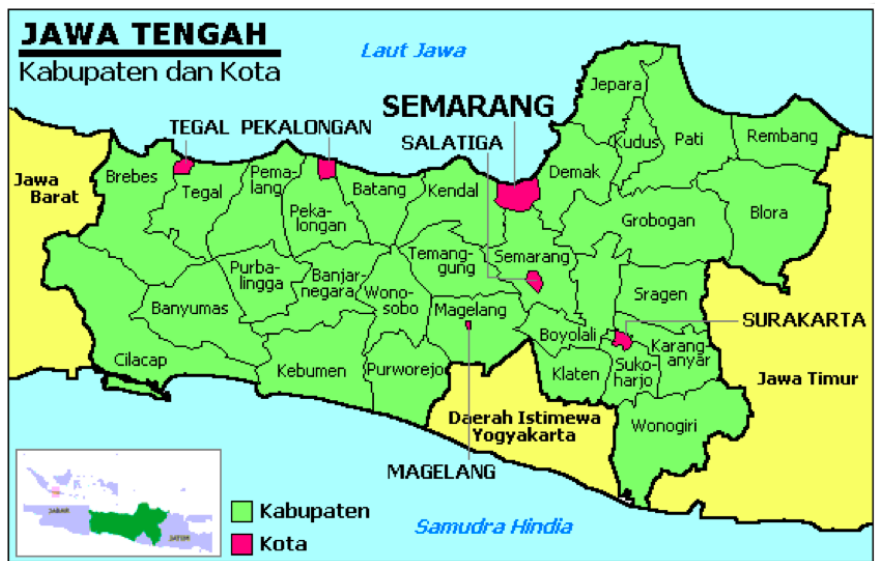 JAWA TENGAH
Kabupaten dan Kota
Laut Jawa
SEMARANG
TEGAL
PEKALONGAN
SALATIGA
Jepara
Kudus
Pati
Rembang
Demak
Jawa
Barat
Brebes
Tegal
Pema-
lang
Peka-
longan
Batang
Kendal
Grobogan
Blora
Temang-
gung
Semarang
Purba-
lingga
Banjar-
negara
Wono-
sobo
Banyumas
Magelang
Sragen
Boyolali
SURAKARTA
Karang-
anyar
Cilacap
Kebumen
Purworejo
Klaten
Suko-
harjo
Jawa Timur
Daerah Istimewa
Yogyakarta
Wonogiri
MAGELANG
JABAR
JATIM
Kabupaten
Kota
Samudra Hindia